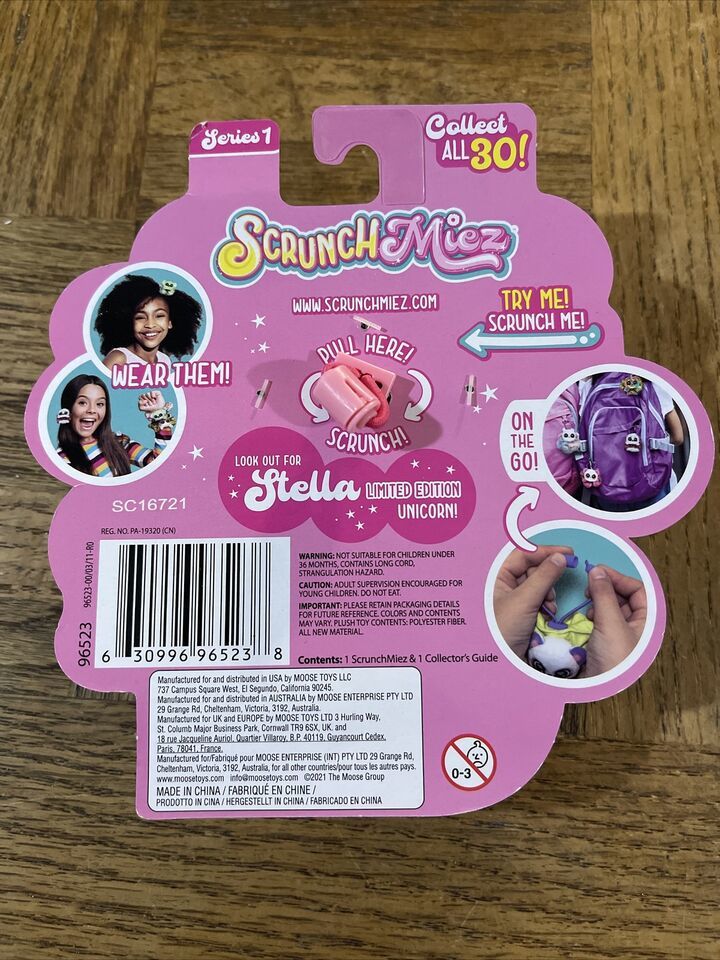 Series 1
Collect
ALL 30!
SCRUNCHMiez
WWW.SCRUNCHMIEZ.COM
TRY ME!
SCRUNCH ME!
PULL HERE!
SCRUNCH!
WEAR THEM!
ON
THE
GO!
LOOK OUT FOR
Stella LIMITED EDITION
UNICORN!
SC16721
REG. NO. PA-19320 (CN)
96523 96523-00/03/11-R0
6 30996 96523 8
WARNING: NOT SUITABLE FOR CHILDREN UNDER
36 MONTHS, CONTAINS LONG CORD,
STRANGULATION HAZARD.
CAUTION: ADULT SUPERVISION ENCOURAGED FOR
YOUNG CHILDREN. DO NOT EAT.
IMPORTANT: PLEASE RETAIN PACKAGING DETAILS
FOR FUTURE REFERENCE. COLORS AND CONTENTS
MAY VARY. PLUSH TOY CONTENTS: POLYESTER FIBER.
ALL NEW MATERIAL.
Contents: 1 ScrunchMiez & 1 Collector's Guide
Manufactured for and distributed in USA by MOOSE TOYS LLC
737 Campus Square West, El Segundo, California 90245.
Manufactured for and distributed in AUSTRALIA by MOOSE ENTERPRISE PTY LTD
29 Grange Rd, Cheltenham, Victoria, 3192, Australia.
Manufactured for UK and EUROPE by MOOSE TOYS LTD 3 Hurling Way,
St. Columb Major Business Park, Cornwall TR9 6SX, UK. and
18 rue Jacqueline Auriol, Quartier Villaroy, B.P. 40119, Guyancourt Cedex,
Paris, 78041, France.
Manufactured for/Fabriqué pour MOOSE ENTERPRISE (INT) PTY LTD 29 Grange Rd,
Cheltenham, Victoria, 3192, Australia, for all other countries/pour tous les autres pays.
www.moosetoys.com info@moosetoys.com ©2021 The Moose Group
MADE IN CHINA / FABRIQUÉ EN CHINE /
PRODOTTO IN CINA / HERGESTELLT IN CHINA / FABRICADO EN CHINA
0-3